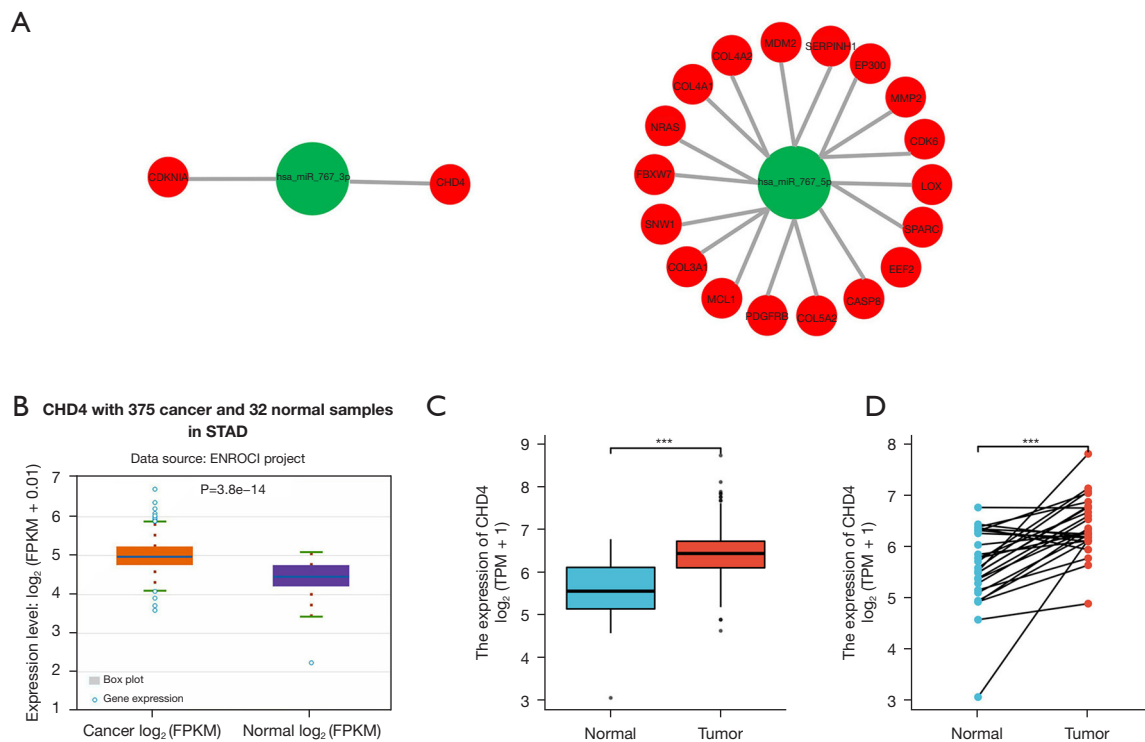 A
CDKNIA
hsa_miR_767_3p
CHD4
MDM2
SERPINH1
COL4A2
EP300
COL4A1
MMP2
NRAS
CDK6
FBXW7
hsa_miR_767_5p
LOX
SNW1
SPARC
COL3A1
EEF2
MCL1
CASP8
PDGFRB
COL5A2
B
CHD4 with 375 cancer and 32 normal samples
in STAD
Data source: ENROCI project
P=3.8e−14
Expression level: log₂ (FPKM + 0.01)
7
6
5
4
3
2
1
Box plot
Gene expression
Cancer log₂ (FPKM)
Normal log₂ (FPKM)
C
***
The expression of CHD4
log₂ (TPM + 1)
9
8
7
6
5
4
3
Normal
Tumor
D
***
The expression of CHD4
log₂ (TPM + 1)
8
7
6
5
4
3
Normal
Tumor